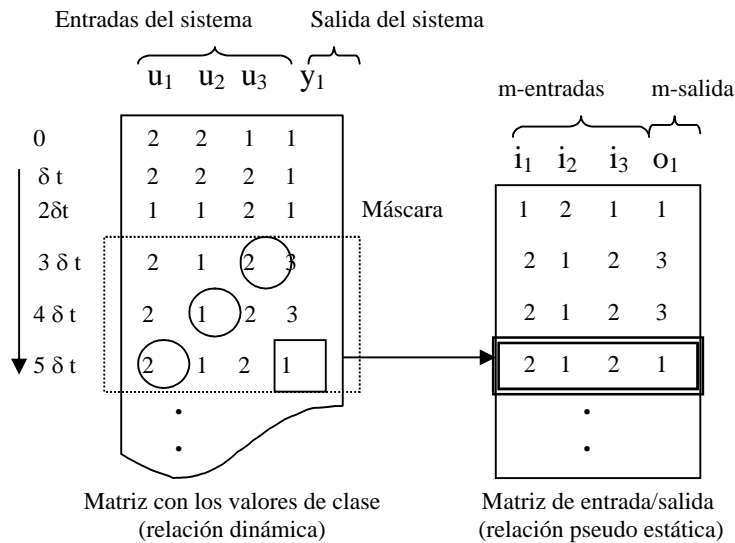 Entradas del sistema Salida del sistema
u1 u2 u3 y1
m-entradas m-salida
i1 i2 i3 o1
0 2 2 1 1
δ t 2 2 2 1
2δt 1 1 2 1
Máscara
1 2 1 1
3 δ t 2 1 2 3
2 1 2 3
4 δ t 2 1 2 3
2 1 2 3
5 δ t 2 1 2 1
2 1 2 1
Matriz con los valores de clase
(relación dinámica)
Matriz de entrada/salida
(relación pseudo estática)